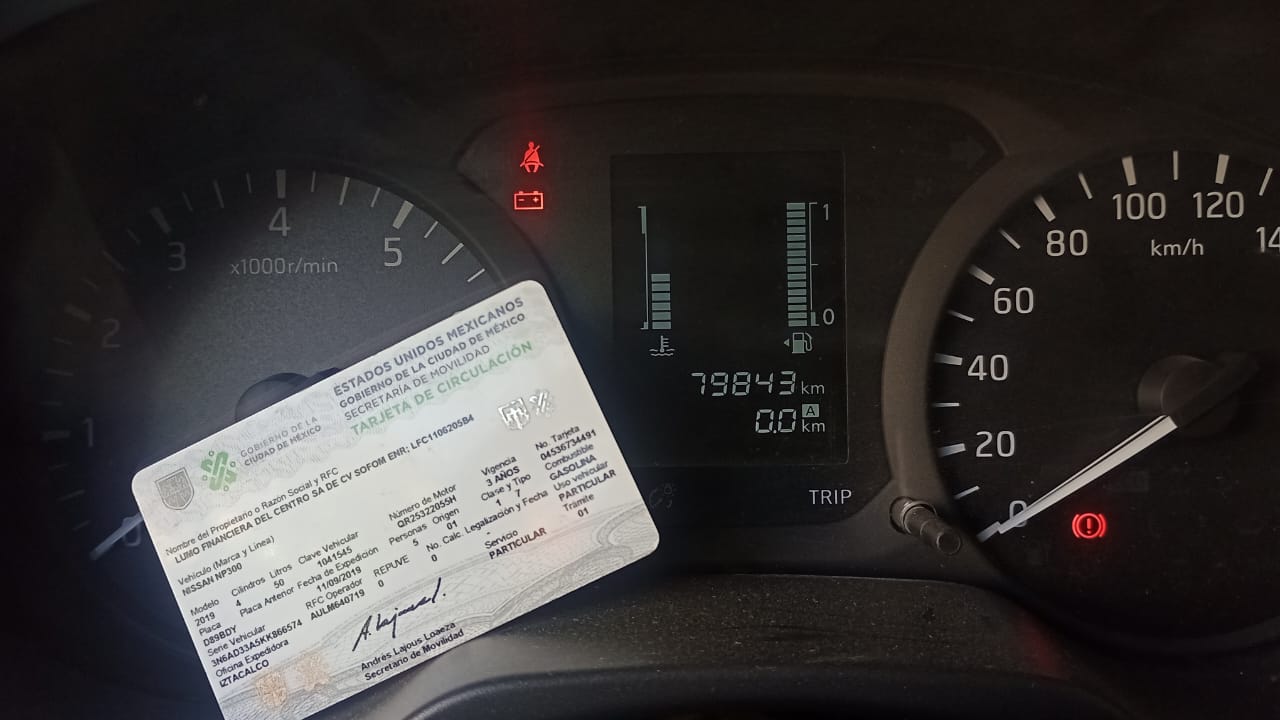 3
4
5
x1000r/min
2
1
0
1
0
79843 km
0.0 A km
TRIP
0
20
40
60
80
100
120
14
km/h
ESTADOS UNIDOS MEXICANOS
GOBIERNO DE LA CIUDAD DE MÉXICO
SECRETARÍA DE MOVILIDAD
TARJETA DE CIRCULACIÓN
GOBIERNO DE LA
CIUDAD DE MÉXICO
Nombre del Propietario o Razón Social y RFC
LUMO FINANCIERA DEL CENTRO SA DE CV SOFOM ENR: LFC1106205B4
Vehículo (Marca y Línea) Número de Motor Vigencia No. Tarjeta
NISSAN NP300 QR25322055H 3 AÑOS 04536734491
Modelo Cilindros Litros Clave Vehicular Personas Origen Clase y Tipo Combustible
2019 4 50 1041545 5 01 1 7 GASOLINA
Placa Placa Anterior Fecha de Expedición REPUVE No. Calc. Legalización y Fecha Uso vehicular
D89BDY 11/09/2019 0 0 - PARTICULAR
Serie Vehicular RFC Operador Servicio Trámite
3N6AD33A5KK866574 AULM640719 PARTICULAR 01
Oficina Expedidora
IZTACALCO
Andrés Lajous Loaeza
Secretario de Movilidad